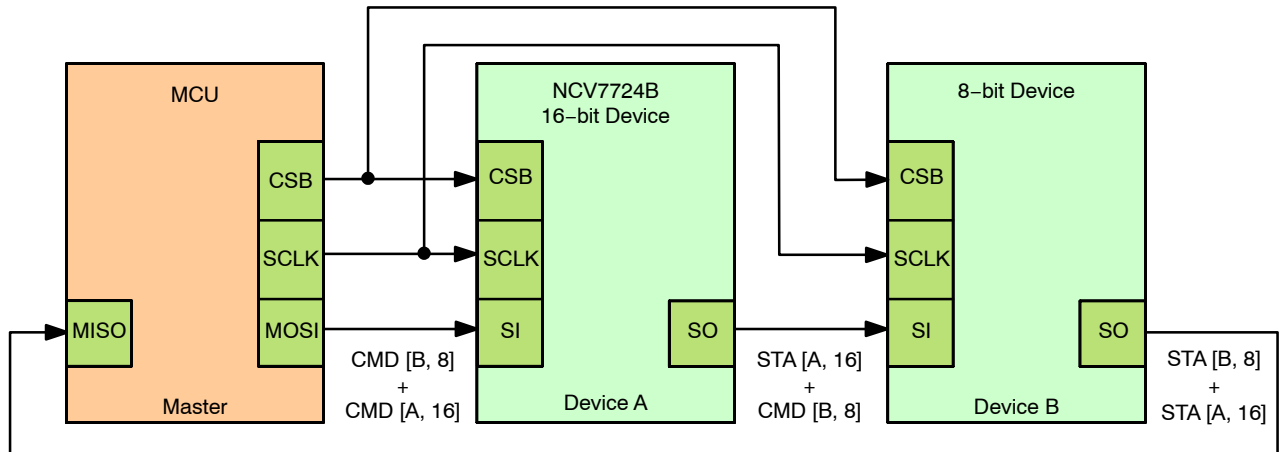 MCU
CSB
SCLK
MOSI
MISO
Master
CMD [B, 8]
+
CMD [A, 16]
NCV7724B
16−bit Device
CSB
SCLK
SI
SO
Device A
STA [A, 16]
+
CMD [B, 8]
8−bit Device
CSB
SCLK
SI
SO
Device B
STA [B, 8]
+
STA [A, 16]